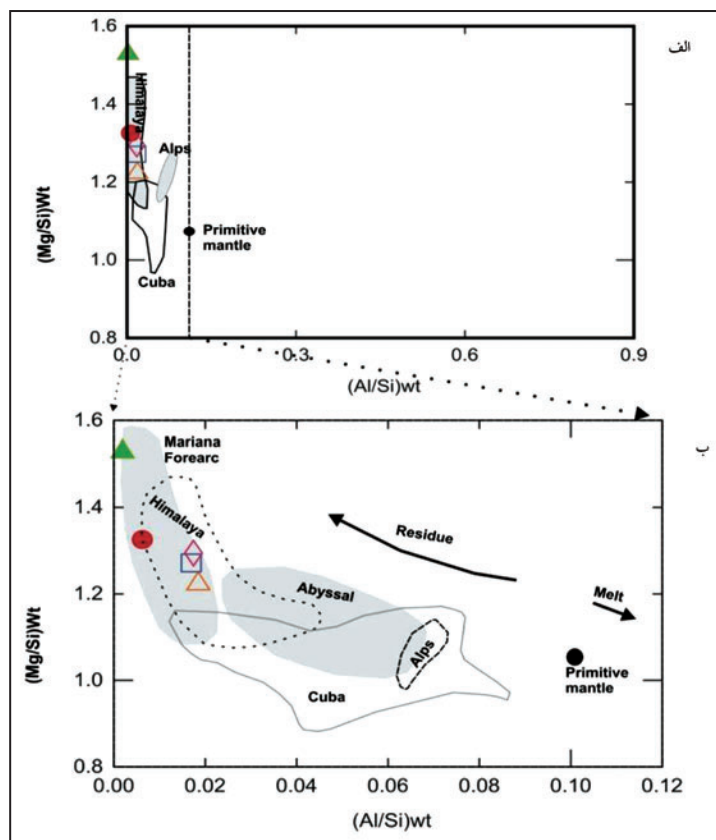 الف
1.6
1.4
1.2
1.0
0.8
(Mg/Si)Wt
Himalaya
Alps
Primitive
mantle
Cuba
0.0
0.3
0.6
0.9
(Al/Si)wt
ب
1.6
1.4
1.2
1.0
0.8
(Mg/Si)Wt
Mariana
Forearc
Himalaya
Residue
Abyssal
Melt
Alps
Primitive
mantle
Cuba
0.00
0.02
0.04
0.06
0.08
0.10
0.12
(Al/Si)wt